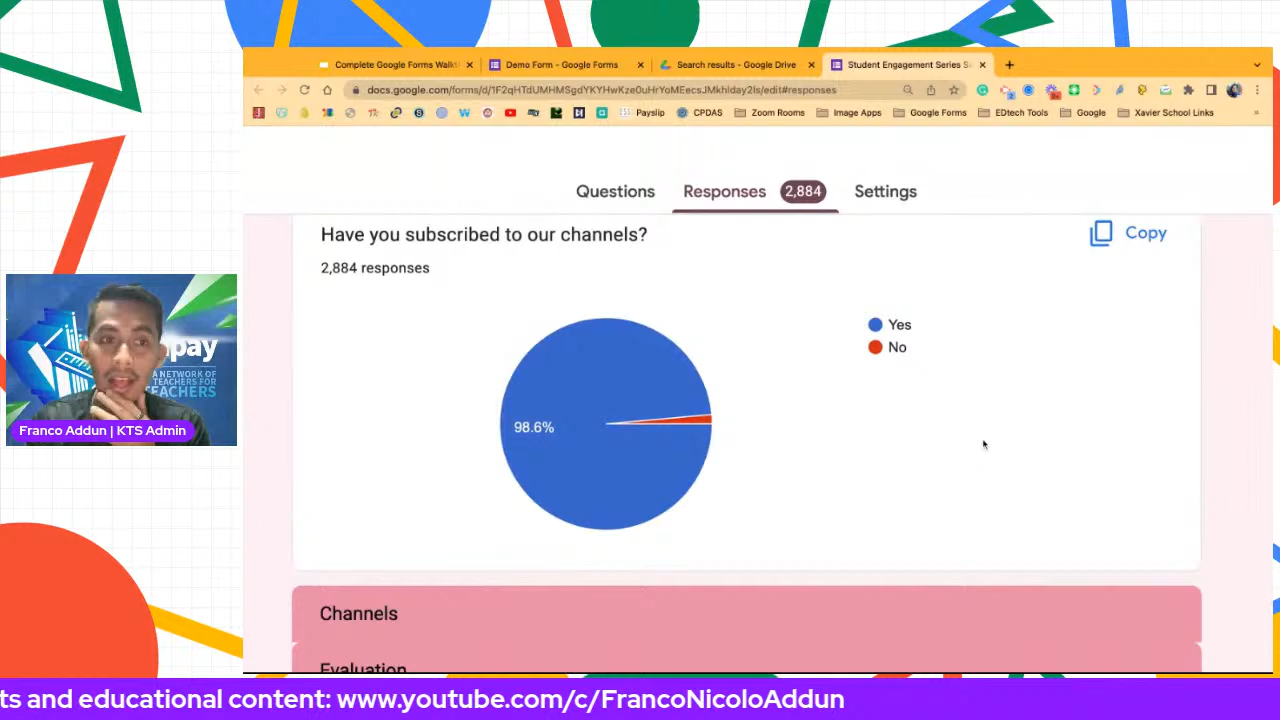 Complete Google Forms Walkt
Demo Form - Google Forms
Search results - Google Drive
Student Engagement Series S
docs.google.com/forms/d/1F2qHTdUMHMSgdYKYHwKze0uHrYoMEecsJMkhlday2ls/edit#responses
Payslip
CPDAS
Zoom Rooms
Image Apps
Google Forms
EDtech Tools
Google
Xavier School Links
Questions
Responses 2,884
Settings
Have you subscribed to our channels?
Copy
2,884 responses
Yes
No
98.6%
pay
A NETWORK OF
TEACHERS FOR
TEACHERS
Franco Addun | KTS Admin
Channels
Evaluation
ts and educational content: www.youtube.com/c/FrancoNicoloAddun